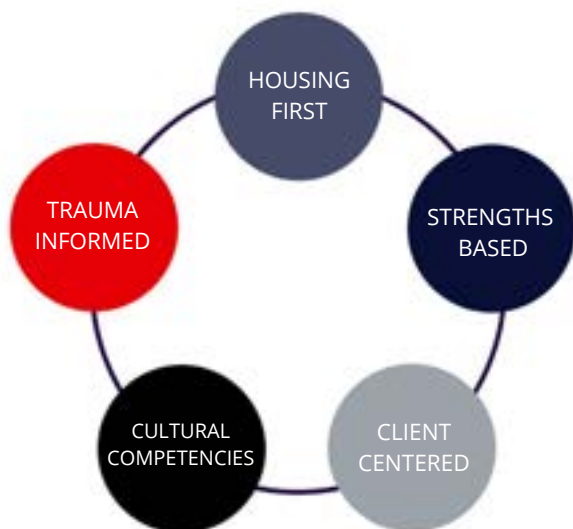 HOUSING
FIRST
STRENGTHS
BASED
CLIENT
CENTERED
CULTURAL
COMPETENCIES
TRAUMA
INFORMED